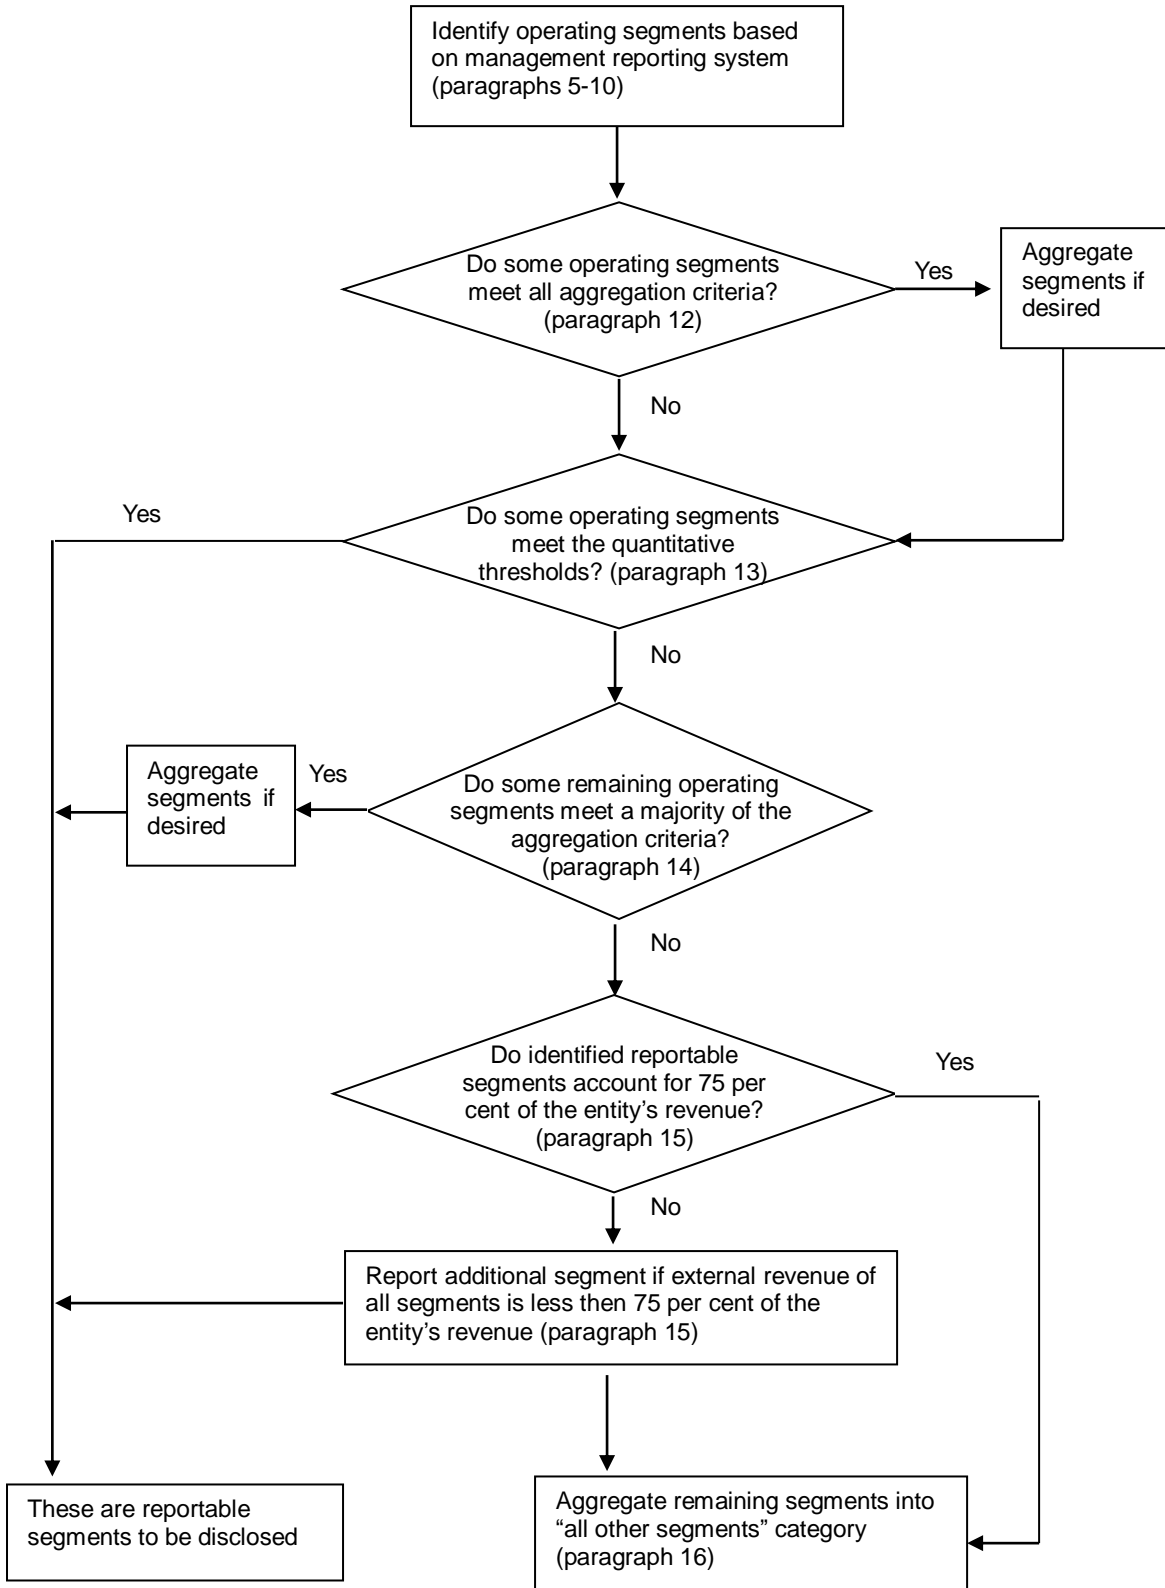 Identify operating segments based
on management reporting system
(paragraphs 5-10)
Do some operating segments
meet all aggregation criteria?
(paragraph 12)
Yes
Aggregate
segments if
desired
No
Yes
Do some operating segments
meet the quantitative
thresholds? (paragraph 13)
No
Aggregate
segments if
desired
Yes
Do some remaining operating
segments meet a majority of the
aggregation criteria?
(paragraph 14)
No
Do identified reportable
segments account for 75 per
cent of the entity’s revenue?
(paragraph 15)
Yes
No
Report additional segment if external revenue of
all segments is less then 75 per cent of the
entity’s revenue (paragraph 15)
These are reportable
segments to be disclosed
Aggregate remaining segments into
“all other segments” category
(paragraph 16)